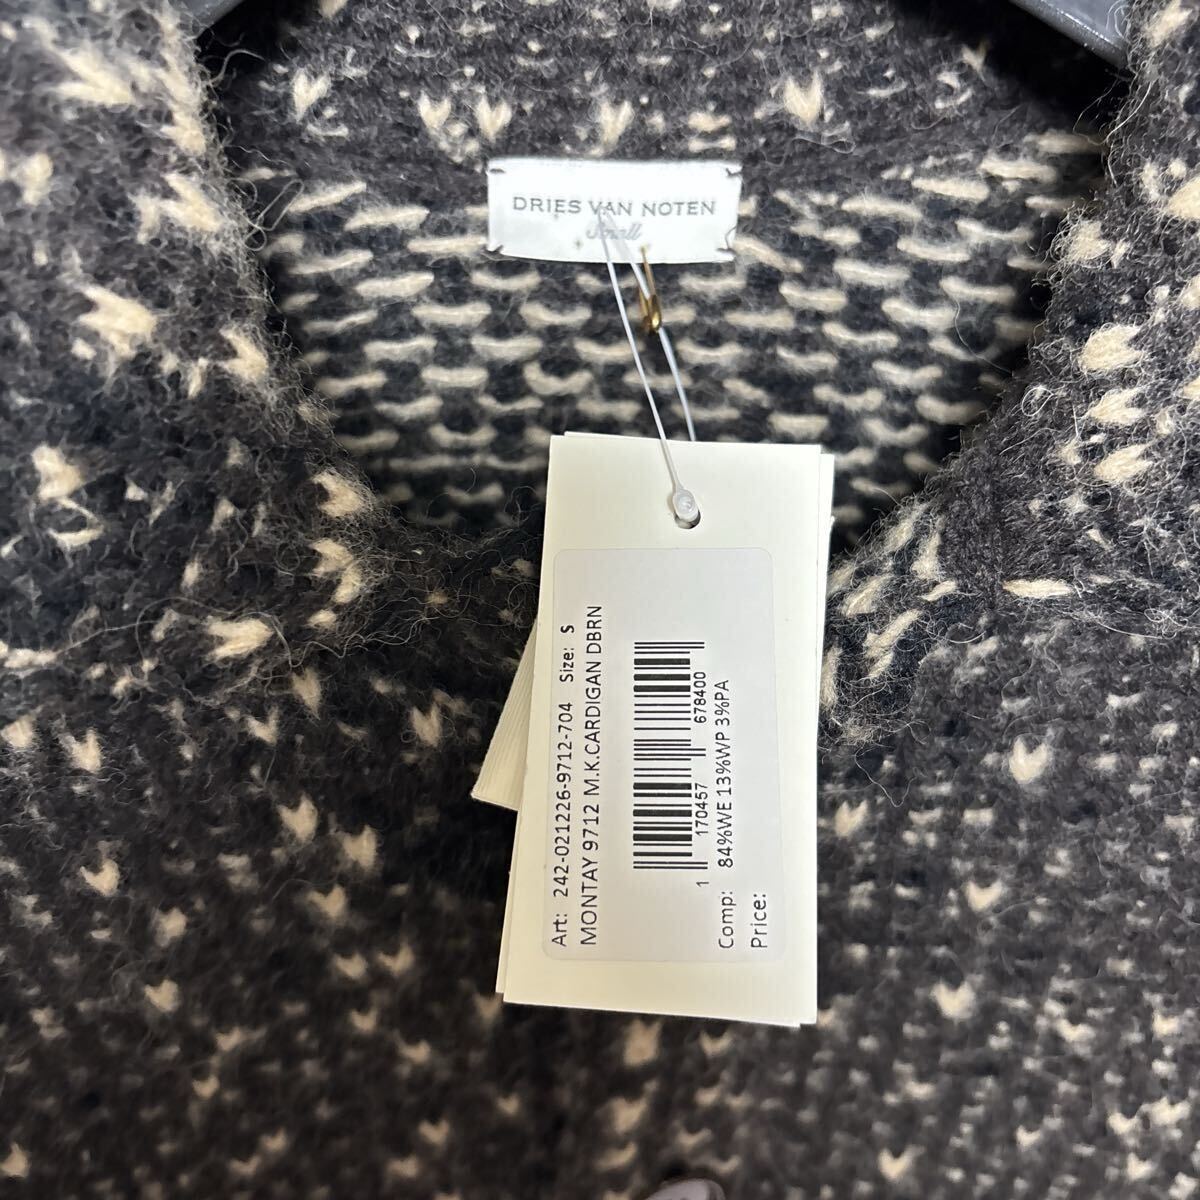 DRIES VAN NOTEN
Small
Art: 242-021226-9712-704 Size: S
MONTAY 9712 M.K.CARDIGAN DBRN
1 170457 678400
Comp: 84%WE 13%WP 3%PA
Price: